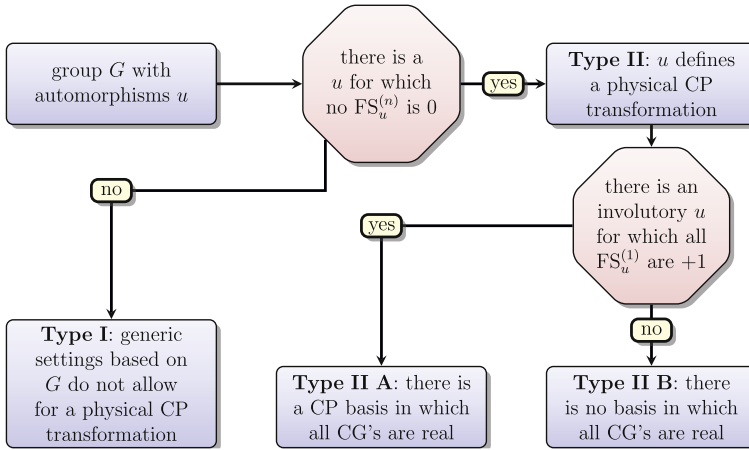 group G with
automorphisms u
there is a
u for which
no FS_u^{(n)} is 0
yes
Type II: u defines
a physical CP
transformation
no
there is an
involutory u
for which all
FS_u^{(1)} are +1
yes
no
Type I: generic
settings based on
G do not allow
for a physical CP
transformation
Type II A: there is
a CP basis in which
all CG's are real
Type II B: there
is no basis in which
all CG's are real